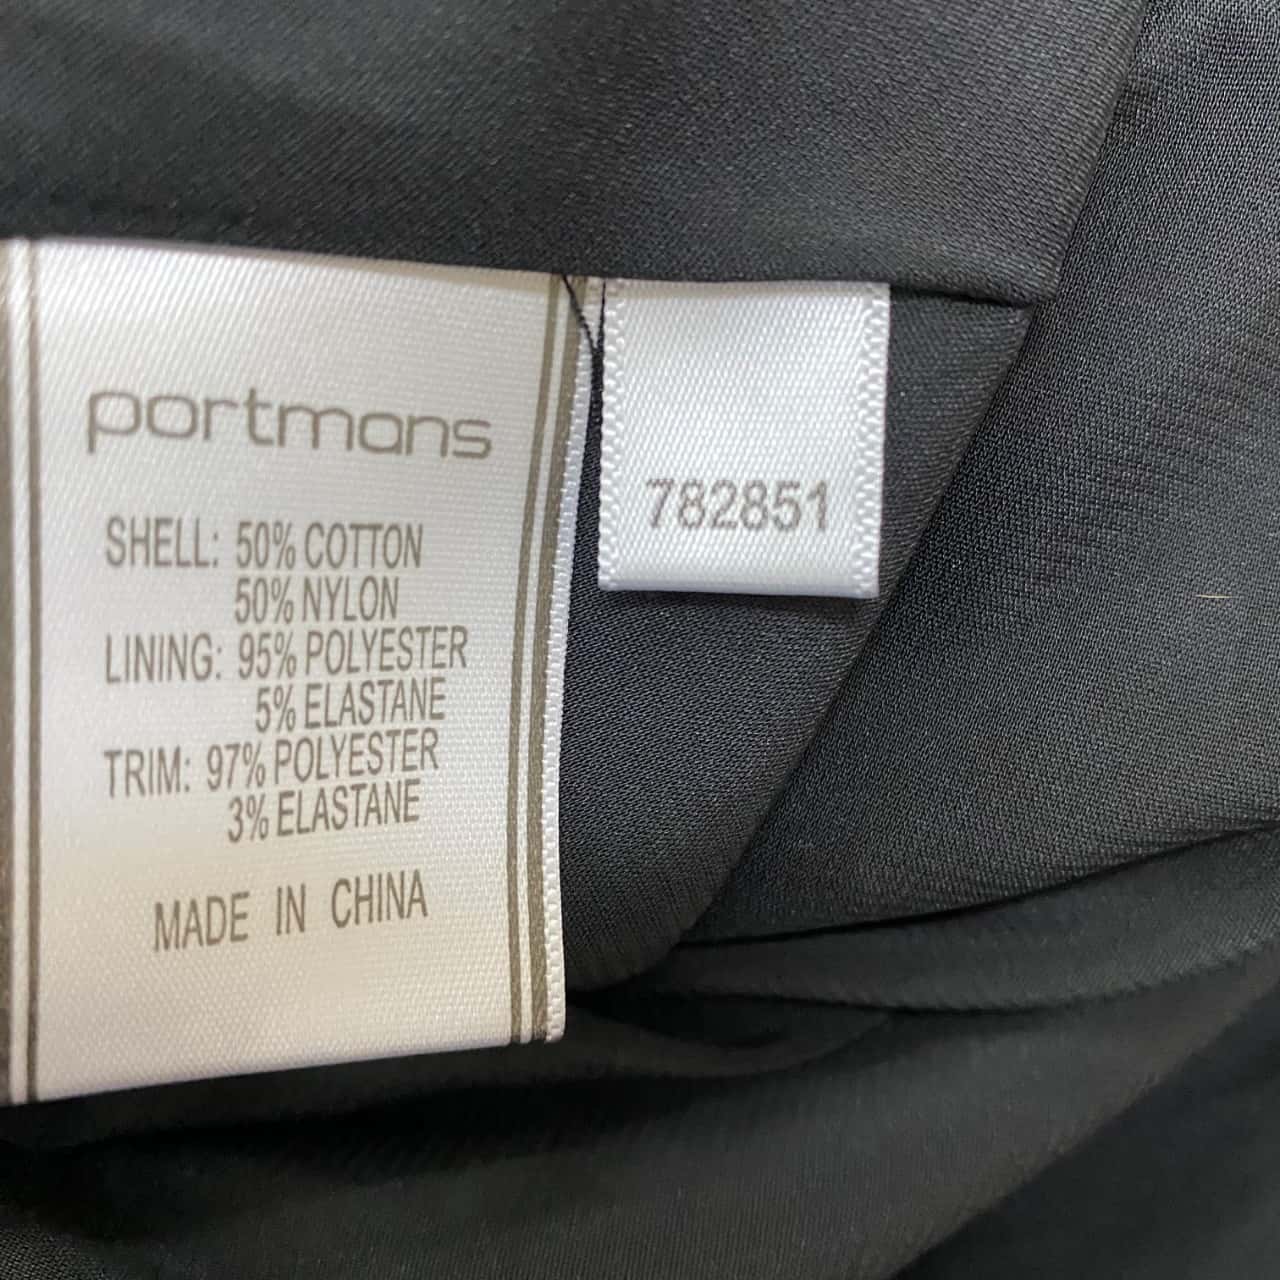 portmans
SHELL: 50% COTTON
50% NYLON
LINING: 95% POLYESTER
5% ELASTANE
TRIM: 97% POLYESTER
3% ELASTANE
MADE IN CHINA
782851